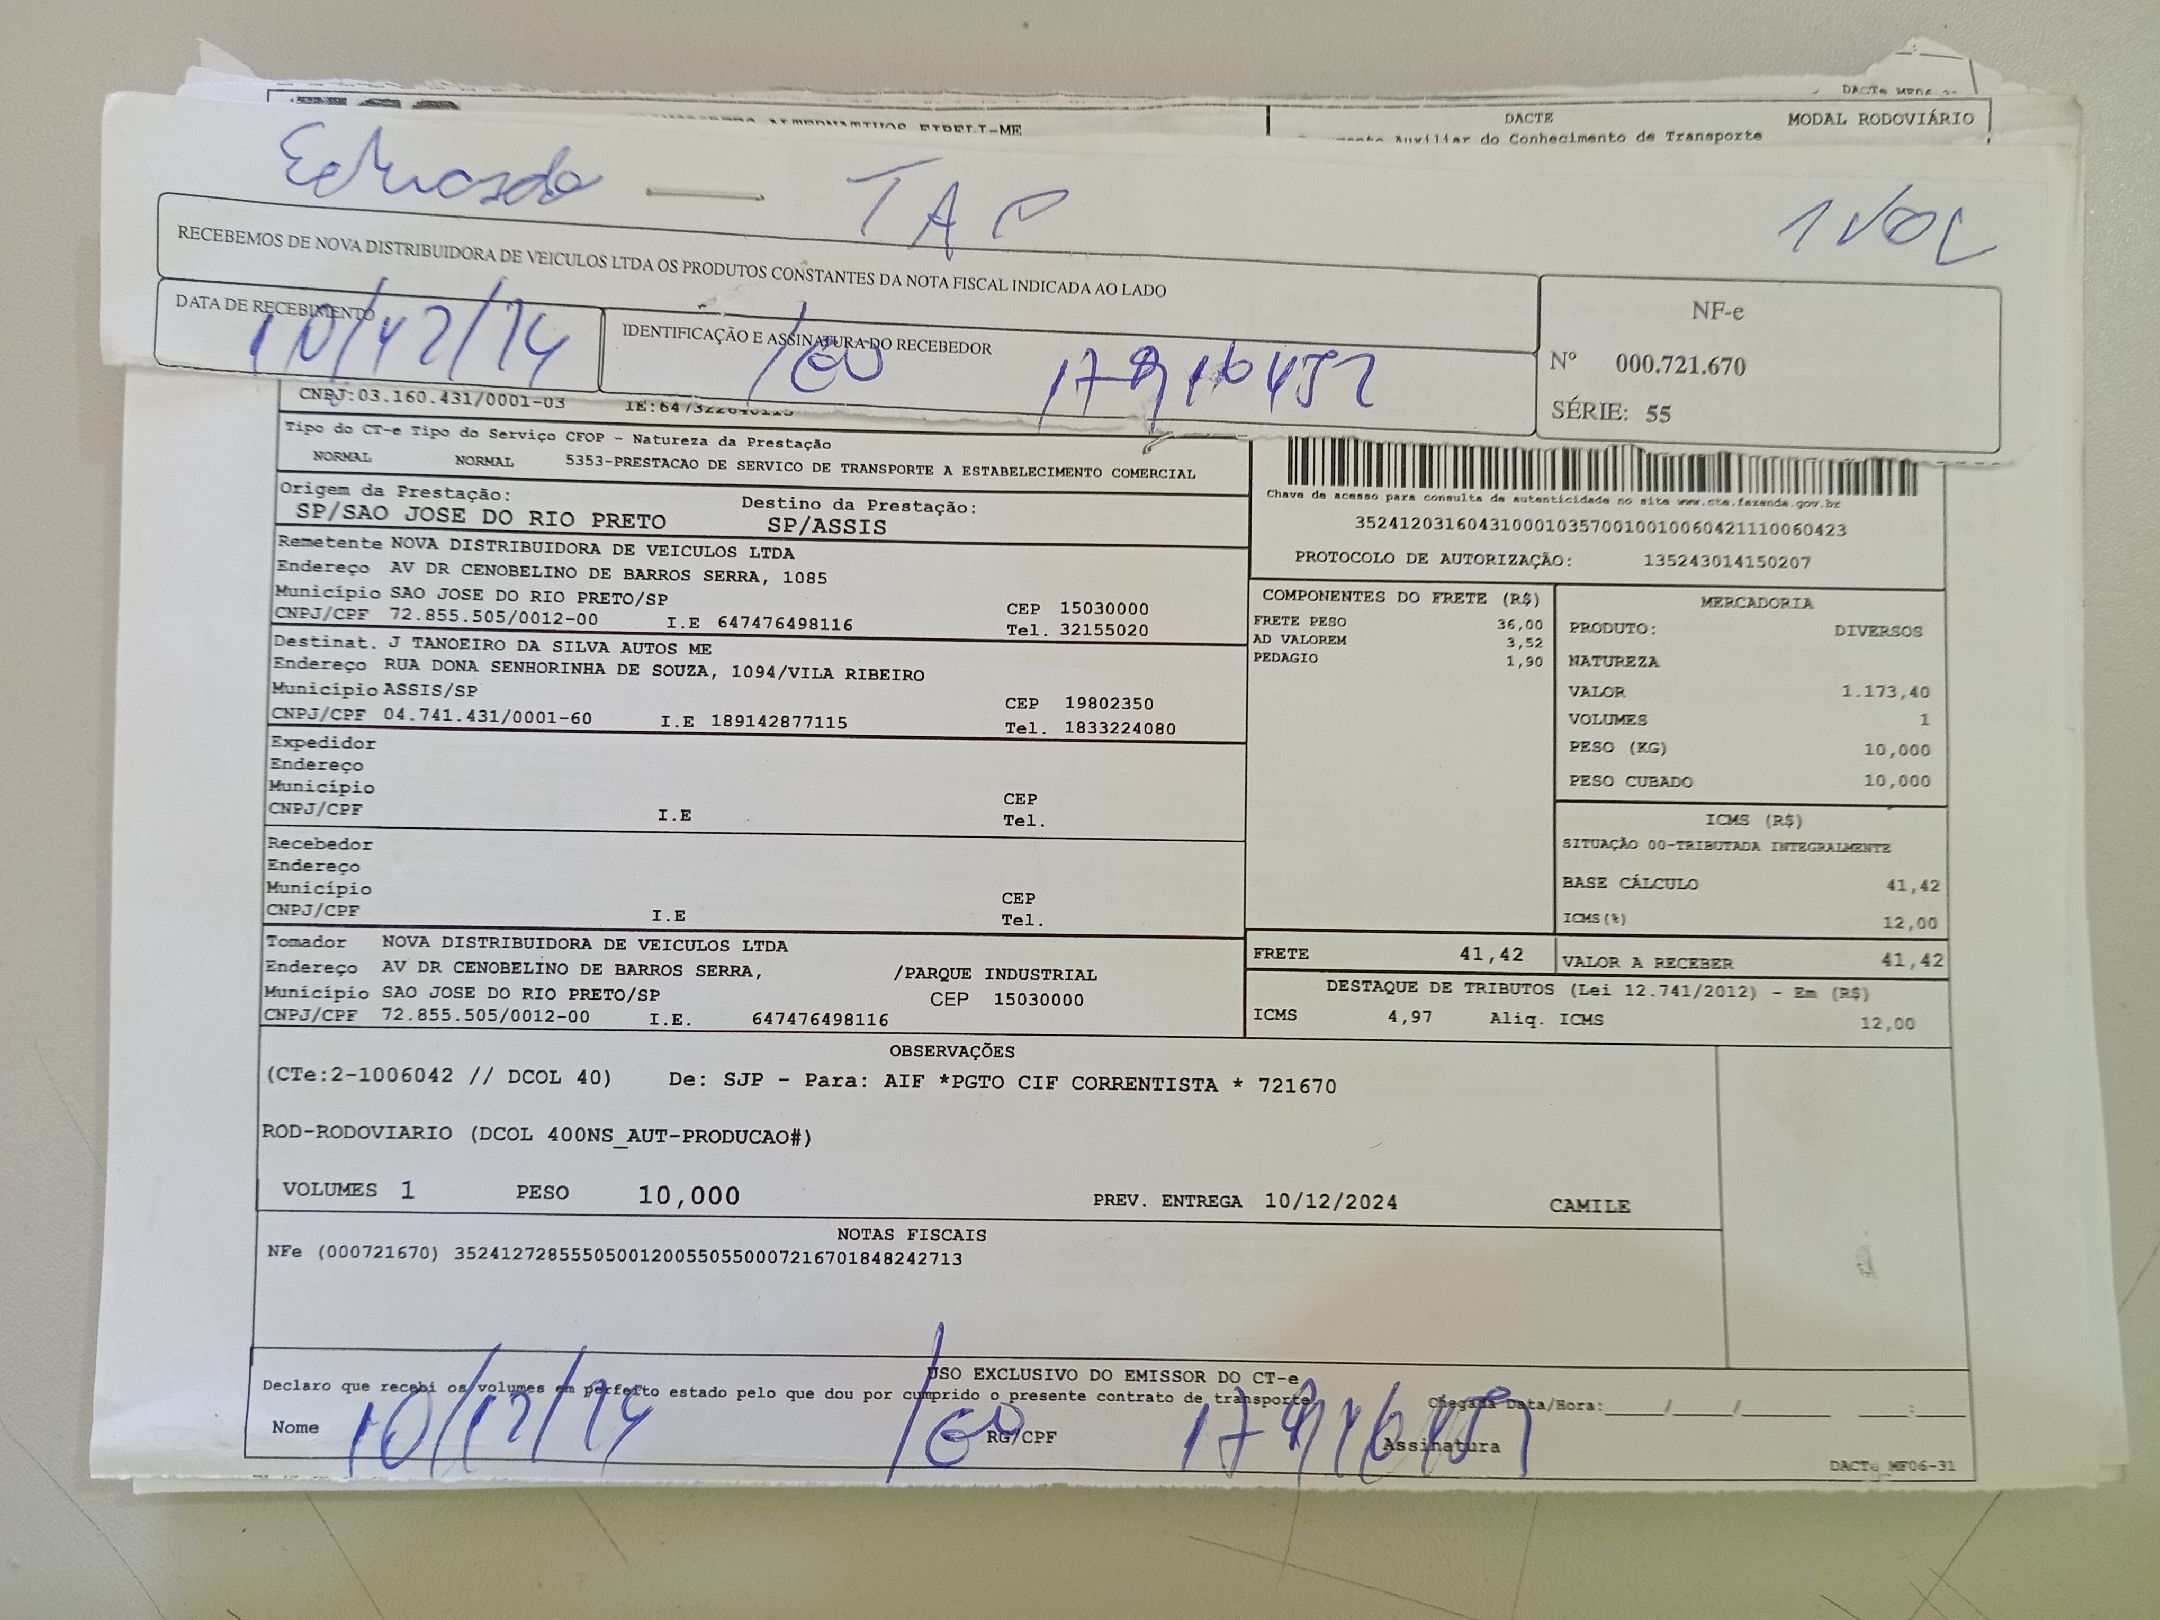 DACTE MODAL RODOVIÁRIO
Auxiliar do Conhecimento de Transporte
TAP 1 VOL
RECEBEMOS DE NOVA DISTRIBUIDORA DE VEICULOS LTDA OS PRODUTOS CONSTANTES DA NOTA FISCAL INDICADA AO LADO
NF-e
Nº 000.721.670
SÉRIE: 55
DATA DE RECEBIMENTO
IDENTIFICAÇÃO E ASSINATURA DO RECEBEDOR
CNPJ:03.160.431/0001-03
Tipo do CT-e Tipo do Serviço CFOP - Natureza da Prestação
NORMAL NORMAL 5353-PRESTACAO DE SERVICO DE TRANSPORTE A ESTABELECIMENTO COMERCIAL
Origem da Prestação: Destino da Prestação:
SP/SAO JOSE DO RIO PRETO SP/ASSIS
Chave de acesso para consulta de autenticidade no site www.cte.fazenda.gov.br
35241203160431000103570010010060421110060423
PROTOCOLO DE AUTORIZAÇÃO: 135243014150207
Remetente NOVA DISTRIBUIDORA DE VEICULOS LTDA
Endereço AV DR CENOBELINO DE BARROS SERRA, 1085
Município SAO JOSE DO RIO PRETO/SP CEP 15030000
CNPJ/CPF 72.855.505/0012-00 I.E 647476498116 Tel. 32155020
Destinat. J TANOEIRO DA SILVA AUTOS ME
Endereço RUA DONA SENHORINHA DE SOUZA, 1094/VILA RIBEIRO
Município ASSIS/SP CEP 19802350
CNPJ/CPF 04.741.431/0001-60 I.E 189142877115 Tel. 1833224080
Expedidor
Endereço
Município CEP
CNPJ/CPF I.E Tel.
Recebedor
Endereço
Município CEP
CNPJ/CPF I.E Tel.
Tomador NOVA DISTRIBUIDORA DE VEICULOS LTDA
Endereço AV DR CENOBELINO DE BARROS SERRA, /PARQUE INDUSTRIAL
Município SAO JOSE DO RIO PRETO/SP CEP 15030000
CNPJ/CPF 72.855.505/0012-00 I.E. 647476498116
COMPONENTES DO FRETE (R$)
FRETE PESO 36,00
AD VALOREM 3,52
PEDAGIO 1,90
MERCADORIA
PRODUTO: DIVERSOS
NATUREZA
VALOR 1.173,40
VOLUMES 1
PESO (KG) 10,000
PESO CUBADO 10,000
ICMS (R$)
SITUAÇÃO 00-TRIBUTADA INTEGRALMENTE
BASE CÁLCULO 41,42
ICMS(%) 12,00
FRETE 41,42 VALOR A RECEBER 41,42
DESTAQUE DE TRIBUTOS (Lei 12.741/2012) - Em (R$)
ICMS 4,97 Aliq. ICMS 12,00
OBSERVAÇÕES
(CTe:2-1006042 // DCOL 40) De: SJP - Para: AIF *PGTO CIF CORRENTISTA * 721670
ROD-RODOVIARIO (DCOL 400NS_AUT-PRODUCAO#)
VOLUMES 1 PESO 10,000 PREV. ENTREGA 10/12/2024 CAMILE
NOTAS FISCAIS
NFe (000721670) 35241272855505001200550550007216701848242713
USO EXCLUSIVO DO EMISSOR DO CT-e
Declaro que recebi os volumes em perfeito estado pelo que dou por cumprido o presente contrato de transporte
Chegada Data/Hora:
Nome RG/CPF Assinatura
DACTe MF06-31